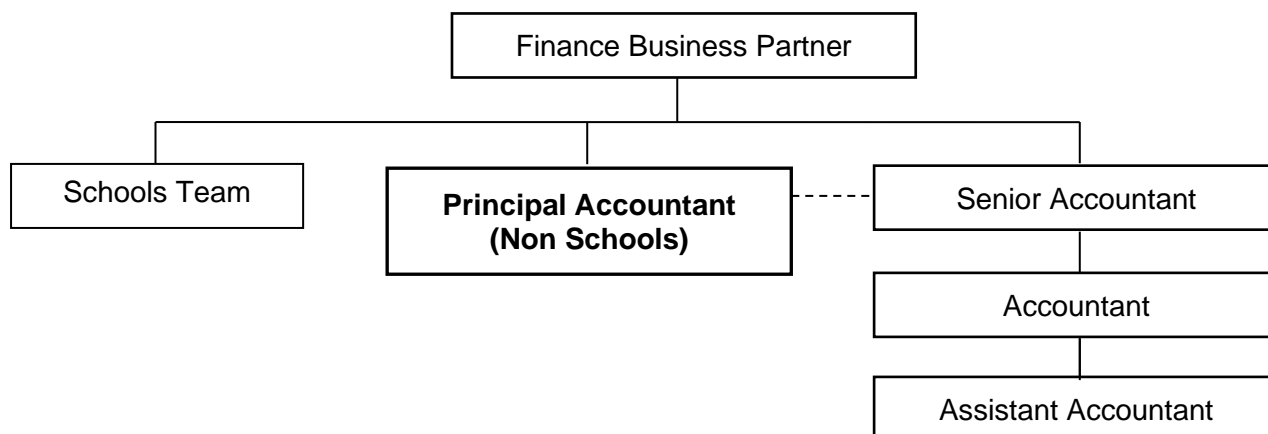 Finance Business Partner
Schools Team
Principal Accountant
(Non Schools)
Senior Accountant
Accountant
Assistant Accountant